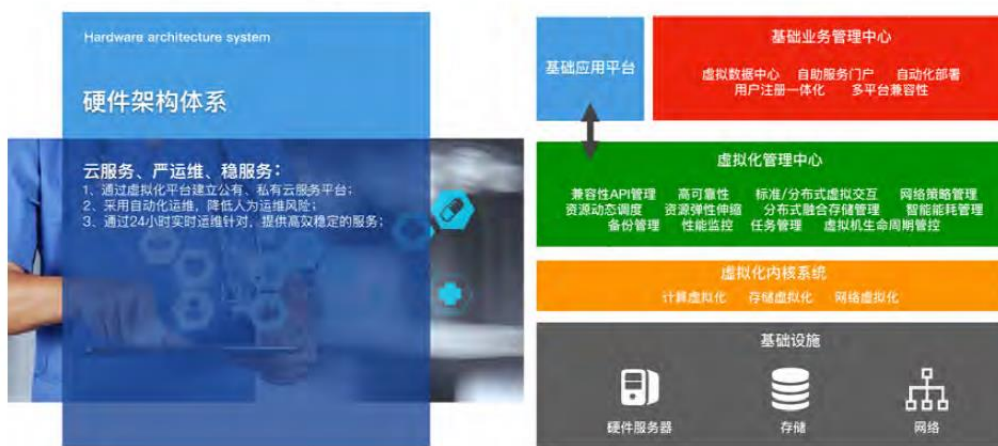 Hardware architecture system
硬件架构体系
云服务、严运维、稳服务：
1、通过虚拟化平台建立公有、私有云服务平台；
2、采用自动化运维，降低人为运维风险；
3、通过24小时实时运维针对，提供高效稳定的服务；
基础应用平台
基础业务管理中心
虚拟数据中心 自助服务门户 自动化部署
用户注册一体化 多平台兼容性
虚拟化管理中心
兼容性API管理 高可靠性 标准/分布式虚拟交互 网络策略管理
资源动态调度 资源弹性伸缩 分布式融合存储管理 智能能耗管理
备份管理 性能监控 任务管理 虚拟机生命周期管控
虚拟化内核系统
计算虚拟化 存储虚拟化 网络虚拟化
基础设施
硬件服务器 存储 网络